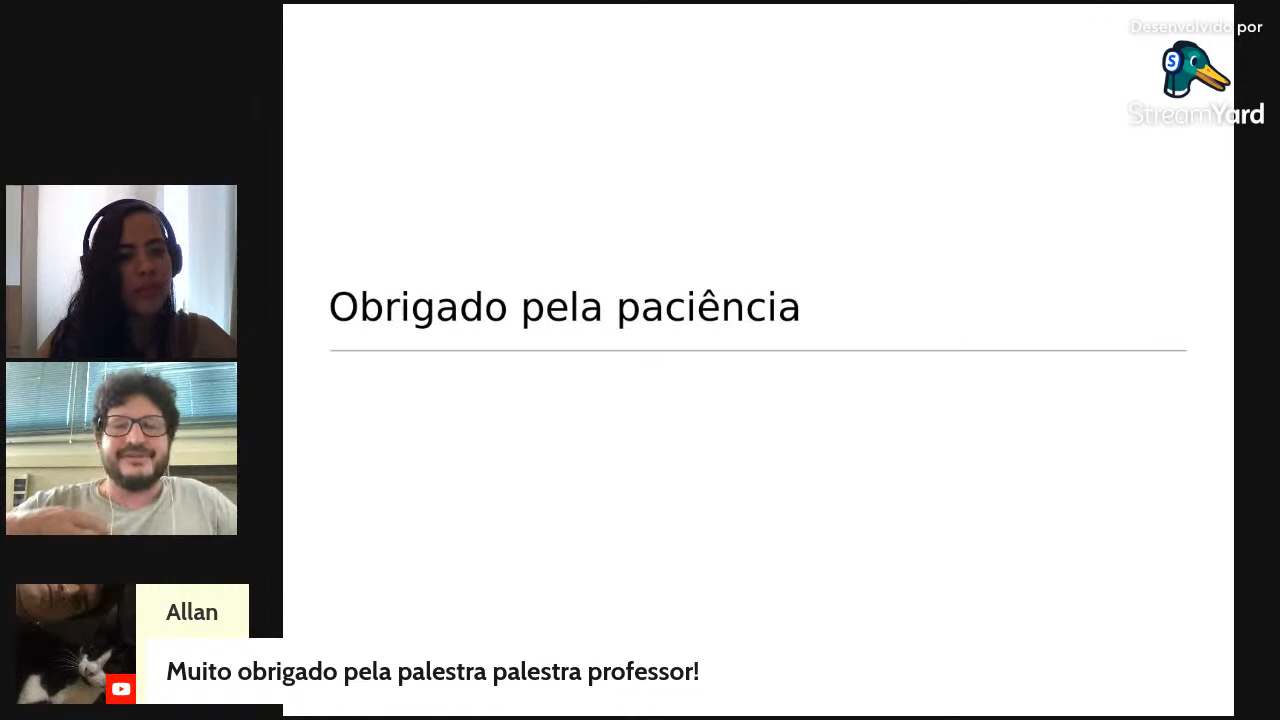 Desenvolvido por
S
StreamYard
Obrigado pela paciência
Allan
Muito obrigado pela palestra palestra professor!